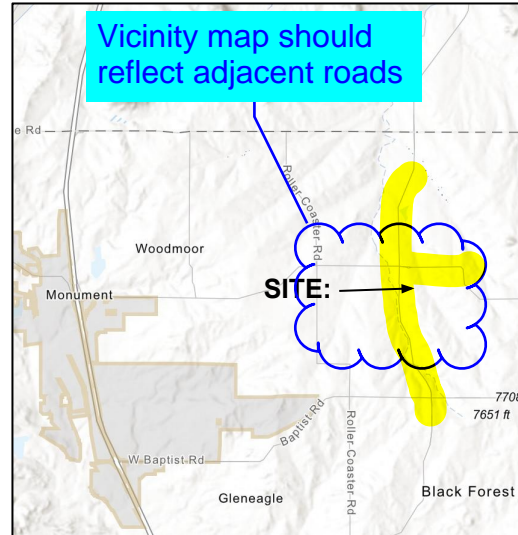 Vicinity map should
reflect adjacent roads
e Rd
Roller Coaster Rd
Woodmoor
SITE:
Monument
7708
7651 ft
Baptist Rd
Roller Coaster Rd
W Baptist Rd
Gleneagle
Black Forest